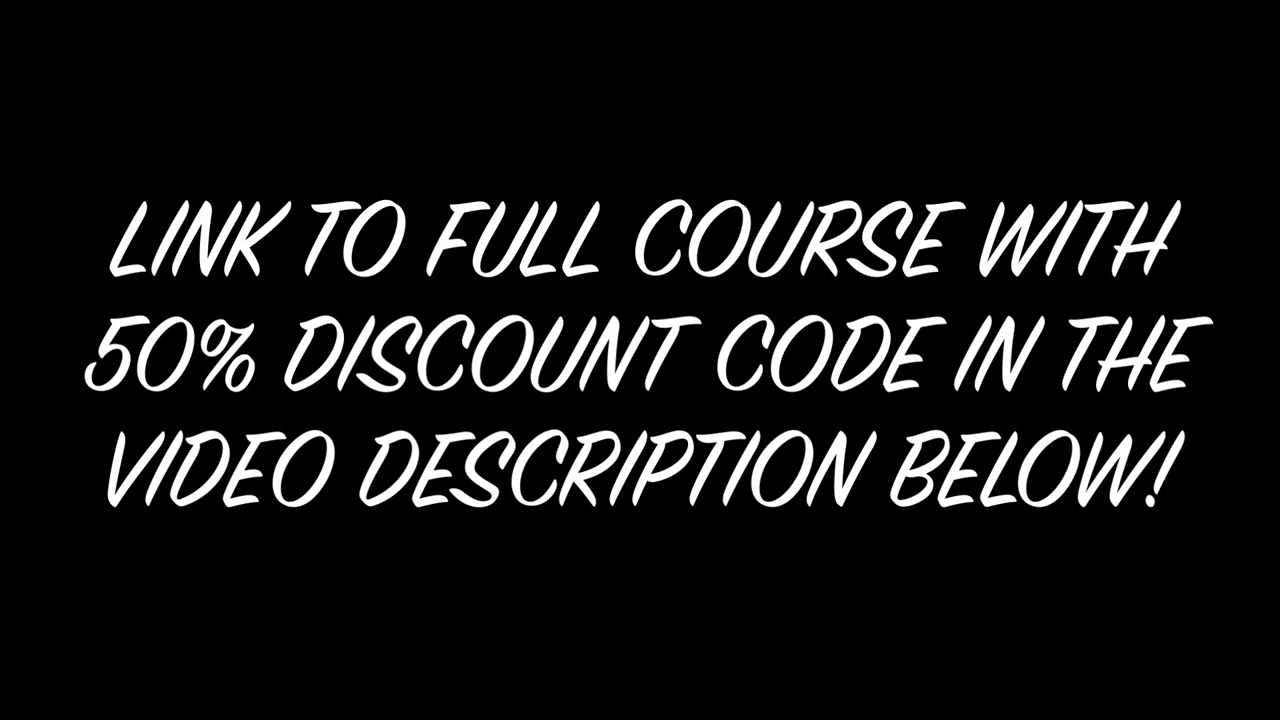 LINK TO FULL COURSE WITH
50% DISCOUNT CODE IN THE
VIDEO DESCRIPTION BELOW!